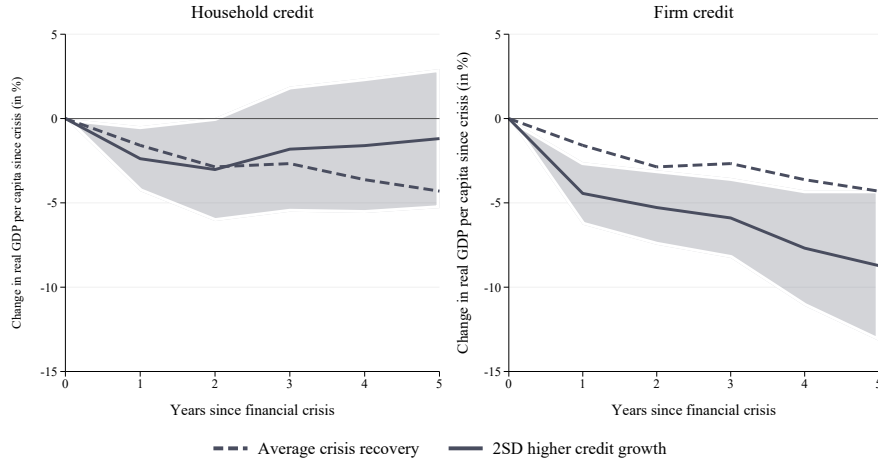 Household credit
Change in real GDP per capita since crisis (in %)
5
0
-5
-10
-15
0 1 2 3 4 5
Years since financial crisis
Firm credit
Change in real GDP per capita since crisis (in %)
5
0
-5
-10
-15
0 1 2 3 4 5
Years since financial crisis
Average crisis recovery 2SD higher credit growth